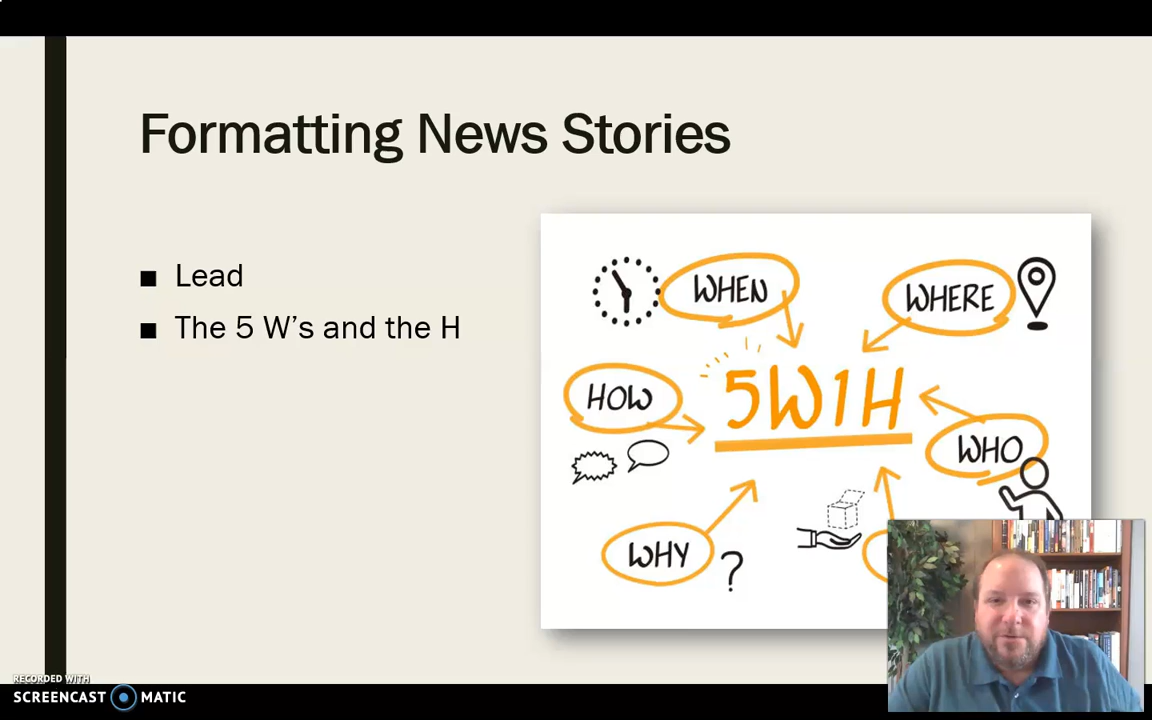 Formatting News Stories
■ Lead
■ The 5 W's and the H
WHEN
WHERE
HOW
5W1H
WHO
WHY
?
RECORDED WITH
SCREENCAST MATIC